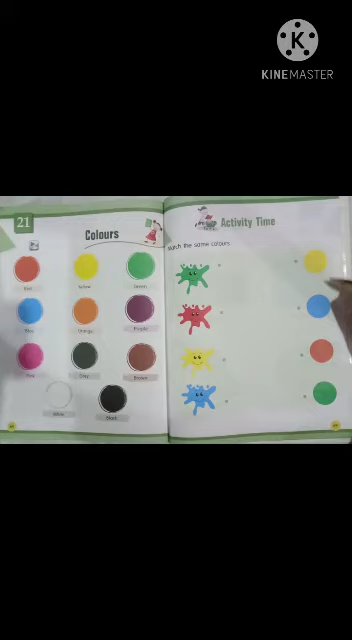 KINEMASTER
21
Colours
Red
Yellow
Green
Blue
Orange
Purple
Pink
Grey
Brown
White
Black
Activity Time
Match the same colours